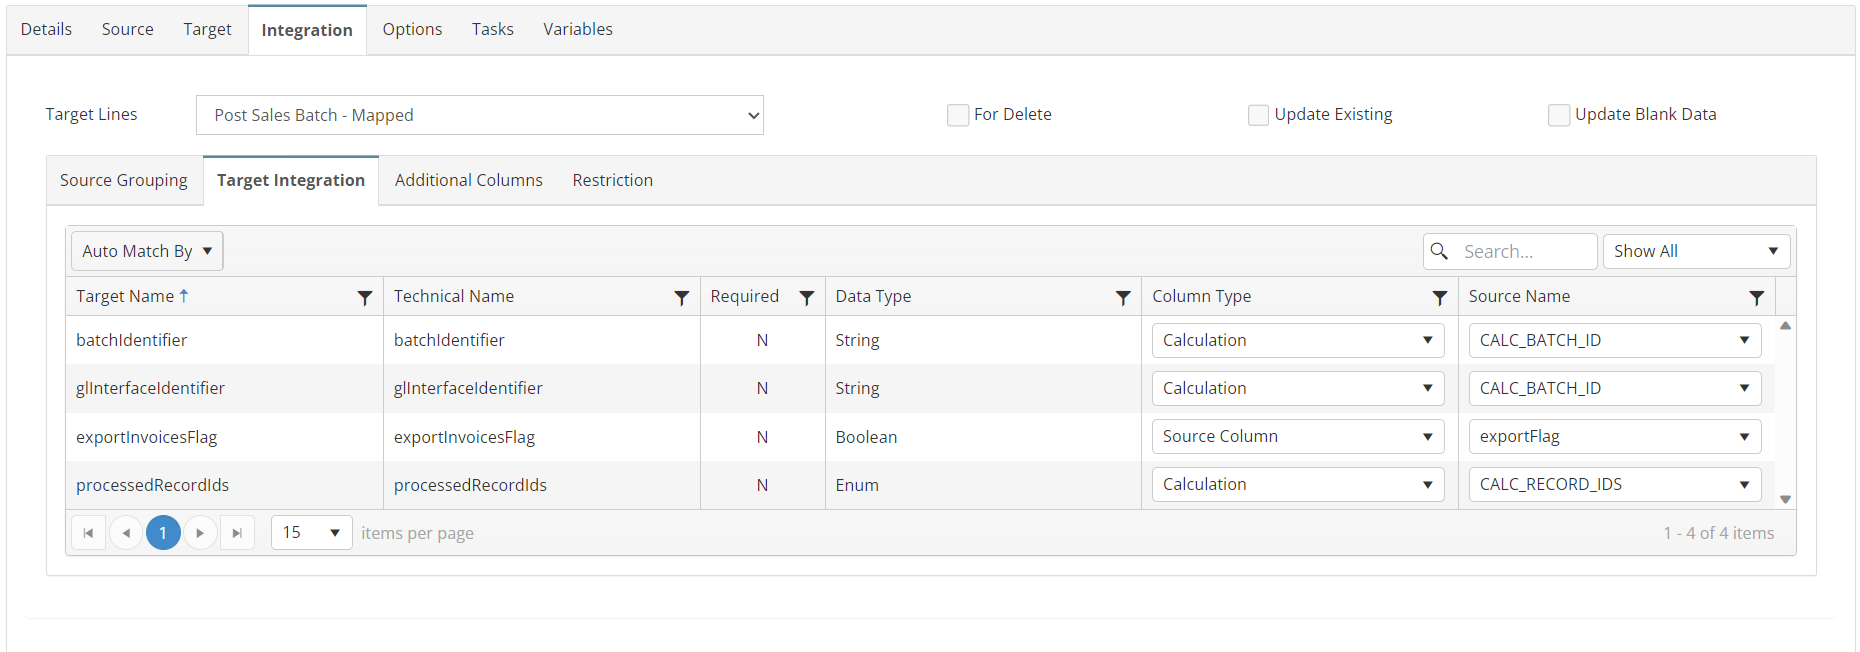 Details Source Target Integration Options Tasks Variables
Target Lines Post Sales Batch - Mapped For Delete Update Existing Update Blank Data
Source Grouping Target Integration Additional Columns Restriction
Auto Match By Search... Show All
Target Name Technical Name Required Data Type Column Type Source Name
batchIdentifier batchIdentifier N String Calculation CALC_BATCH_ID
glInterfaceIdentifier glInterfaceIdentifier N String Calculation CALC_BATCH_ID
exportInvoicesFlag exportInvoicesFlag N Boolean Source Column exportFlag
processedRecordIds processedRecordIds N Enum Calculation CALC_RECORD_IDS
1 15 items per page 1 - 4 of 4 items